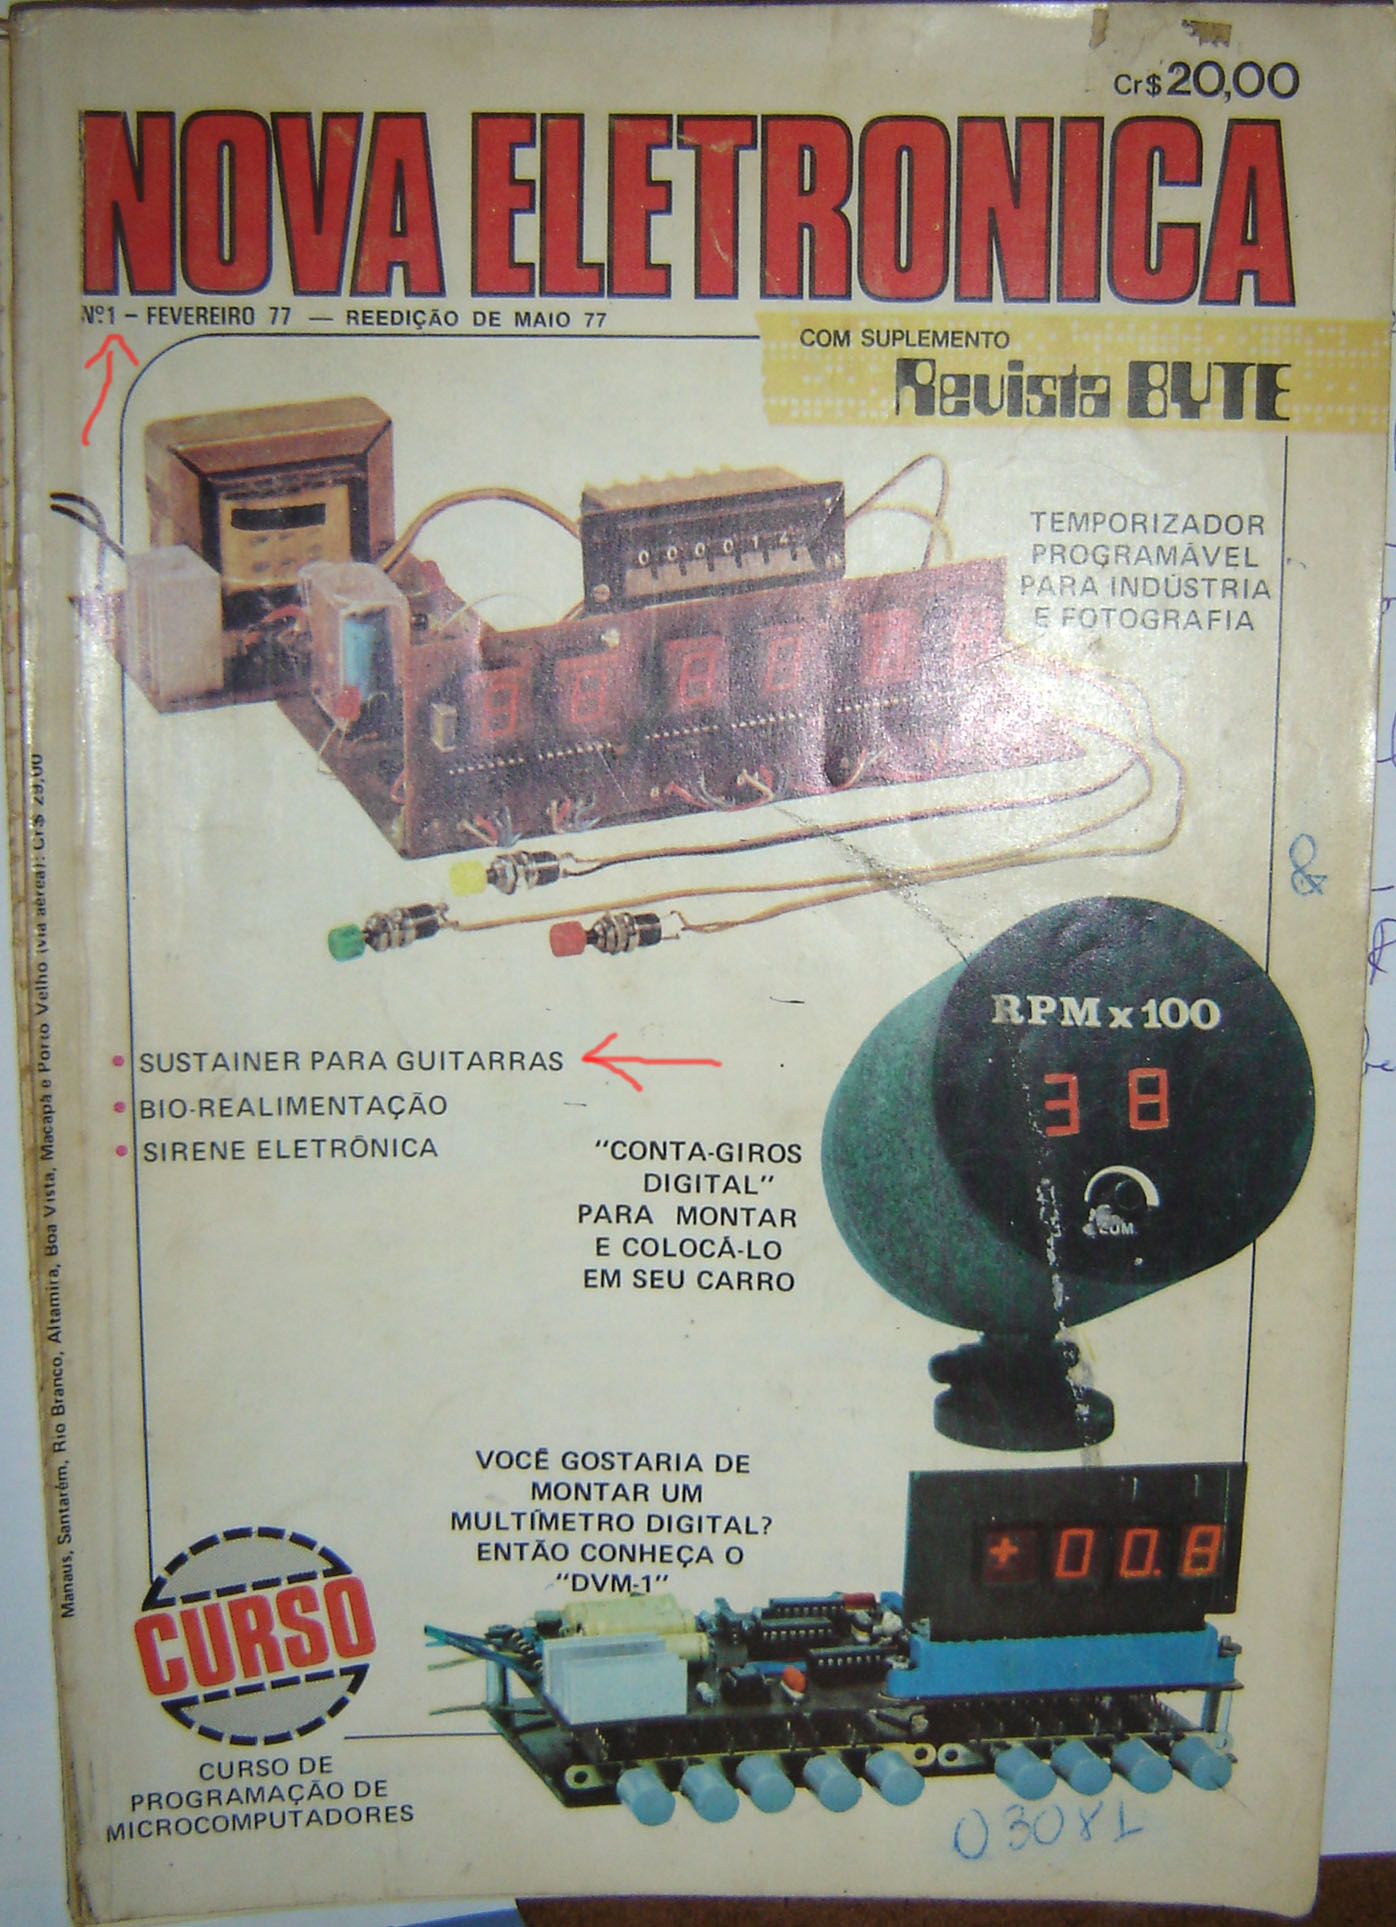 Cr$ 20,00
NOVA ELETRONICA
Nº1 – FEVEREIRO 77 — REEDIÇÃO DE MAIO 77
COM SUPLEMENTO
Revista BYTE
TEMPORIZADOR
PROGRAMÁVEL
PARA INDÚSTRIA
E FOTOGRAFIA
000012
RPM x 100
38
LUM.
• SUSTAINER PARA GUITARRAS
• BIO-REALIMENTAÇÃO
• SIRENE ELETRÔNICA
"CONTA-GIROS
DIGITAL"
PARA MONTAR
E COLOCÁ-LO
EM SEU CARRO
VOCÊ GOSTARIA DE
MONTAR UM
MULTÍMETRO DIGITAL?
ENTÃO CONHEÇA O
"DVM-1"
+ 00.8
CURSO
CURSO DE
PROGRAMAÇÃO DE
MICROCOMPUTADORES
03081
Manaus, Santarém, Rio Branco, Altamira, Boa Vista, Macapá e Porto Velho (via aérea): Cr$ 29,00